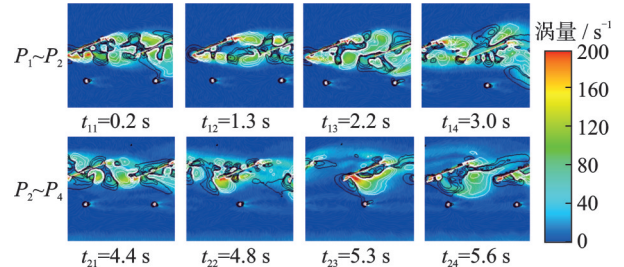 涡量 / s⁻¹
P₁~P₂
200
160
120
80
40
0
t₁₁=0.2 s t₁₂=1.3 s t₁₃=2.2 s t₁₄=3.0 s
P₂~P₄
t₂₁=4.4 s t₂₂=4.8 s t₂₃=5.3 s t₂₄=5.6 s